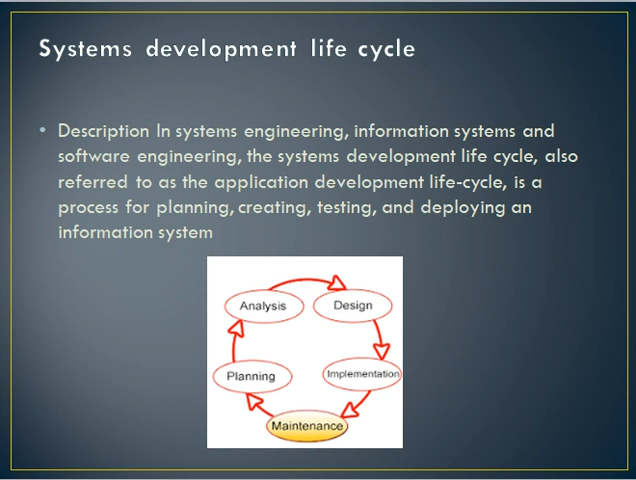 Systems development life cycle
• Description In systems engineering, information systems and
software engineering, the systems development life cycle, also
referred to as the application development life-cycle, is a
process for planning, creating, testing, and deploying an
information system
Analysis
Design
Planning
Implementation
Maintenance